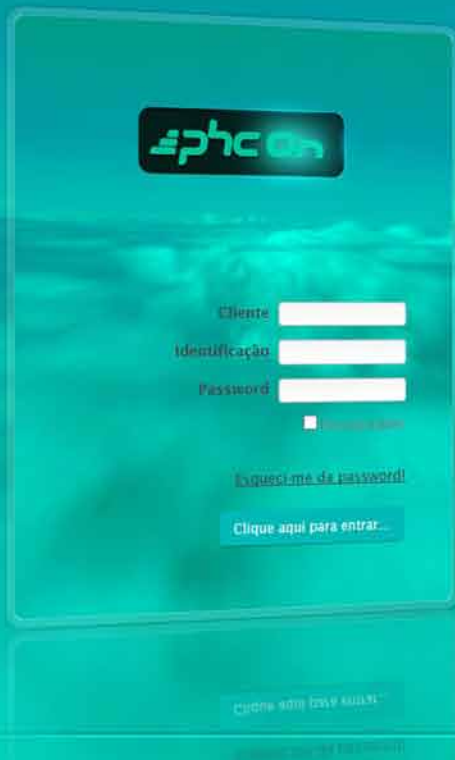 phc On
Cliente
Identificação
Password
Esqueci-me da password!
Clique aqui para entrar...